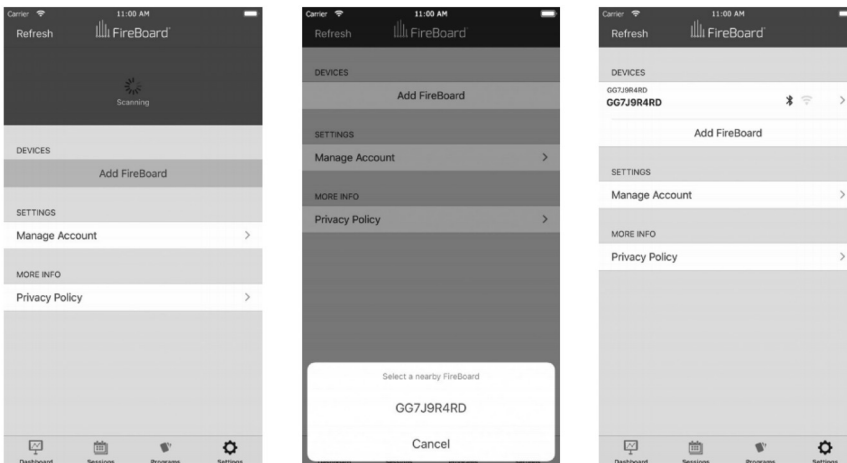 Carrier 11:00 AM
Refresh FireBoard
Scanning
DEVICES
Add FireBoard
SETTINGS
Manage Account
MORE INFO
Privacy Policy
Dashboard Sessions Programs Settings
Carrier 11:00 AM
Refresh FireBoard
DEVICES
Add FireBoard
SETTINGS
Manage Account
MORE INFO
Privacy Policy
Select a nearby FireBoard
GG7J9R4RD
Cancel
Carrier 11:00 AM
Refresh FireBoard
DEVICES
GG7J9R4RD
GG7J9R4RD
Add FireBoard
SETTINGS
Manage Account
MORE INFO
Privacy Policy
Dashboard Sessions Programs Settings